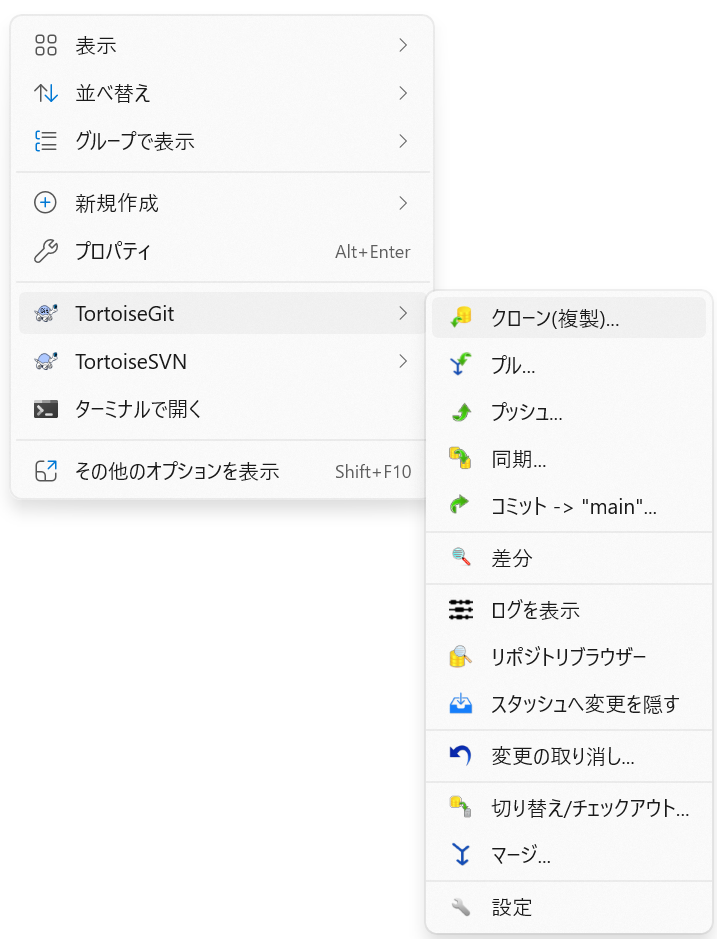 表示
並べ替え
グループで表示
新規作成
プロパティ Alt+Enter
TortoiseGit
TortoiseSVN
ターミナルで開く
その他のオプションを表示 Shift+F10
クローン(複製)...
プル...
プッシュ...
同期...
コミット -> "main"...
差分
ログを表示
リポジトリブラウザー
スタッシュへ変更を隠す
変更の取り消し...
切り替え/チェックアウト...
マージ...
設定